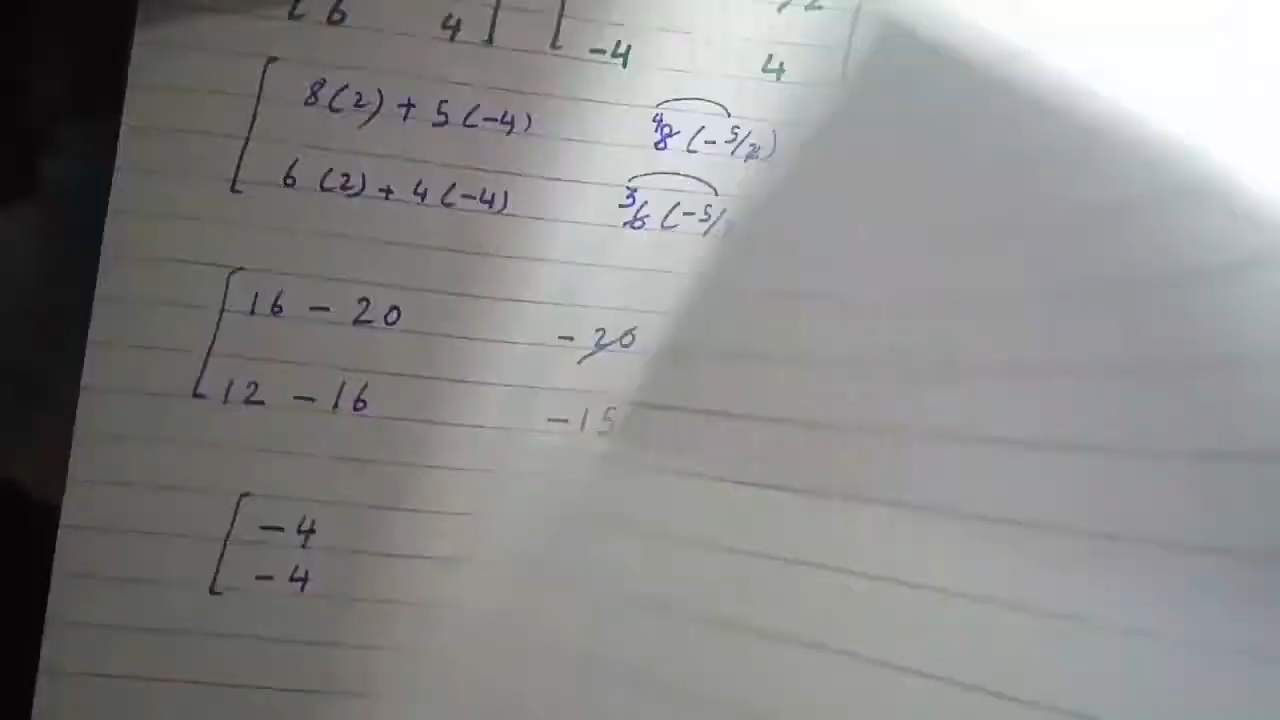 6 4 ] [ -4 4
[ 8(2) + 5(-4) 48(-5/2)
6(2) + 4(-4) 36(-5/
[ 16 - 20 - 20
12 - 16 - 15
[ - 4
- 4